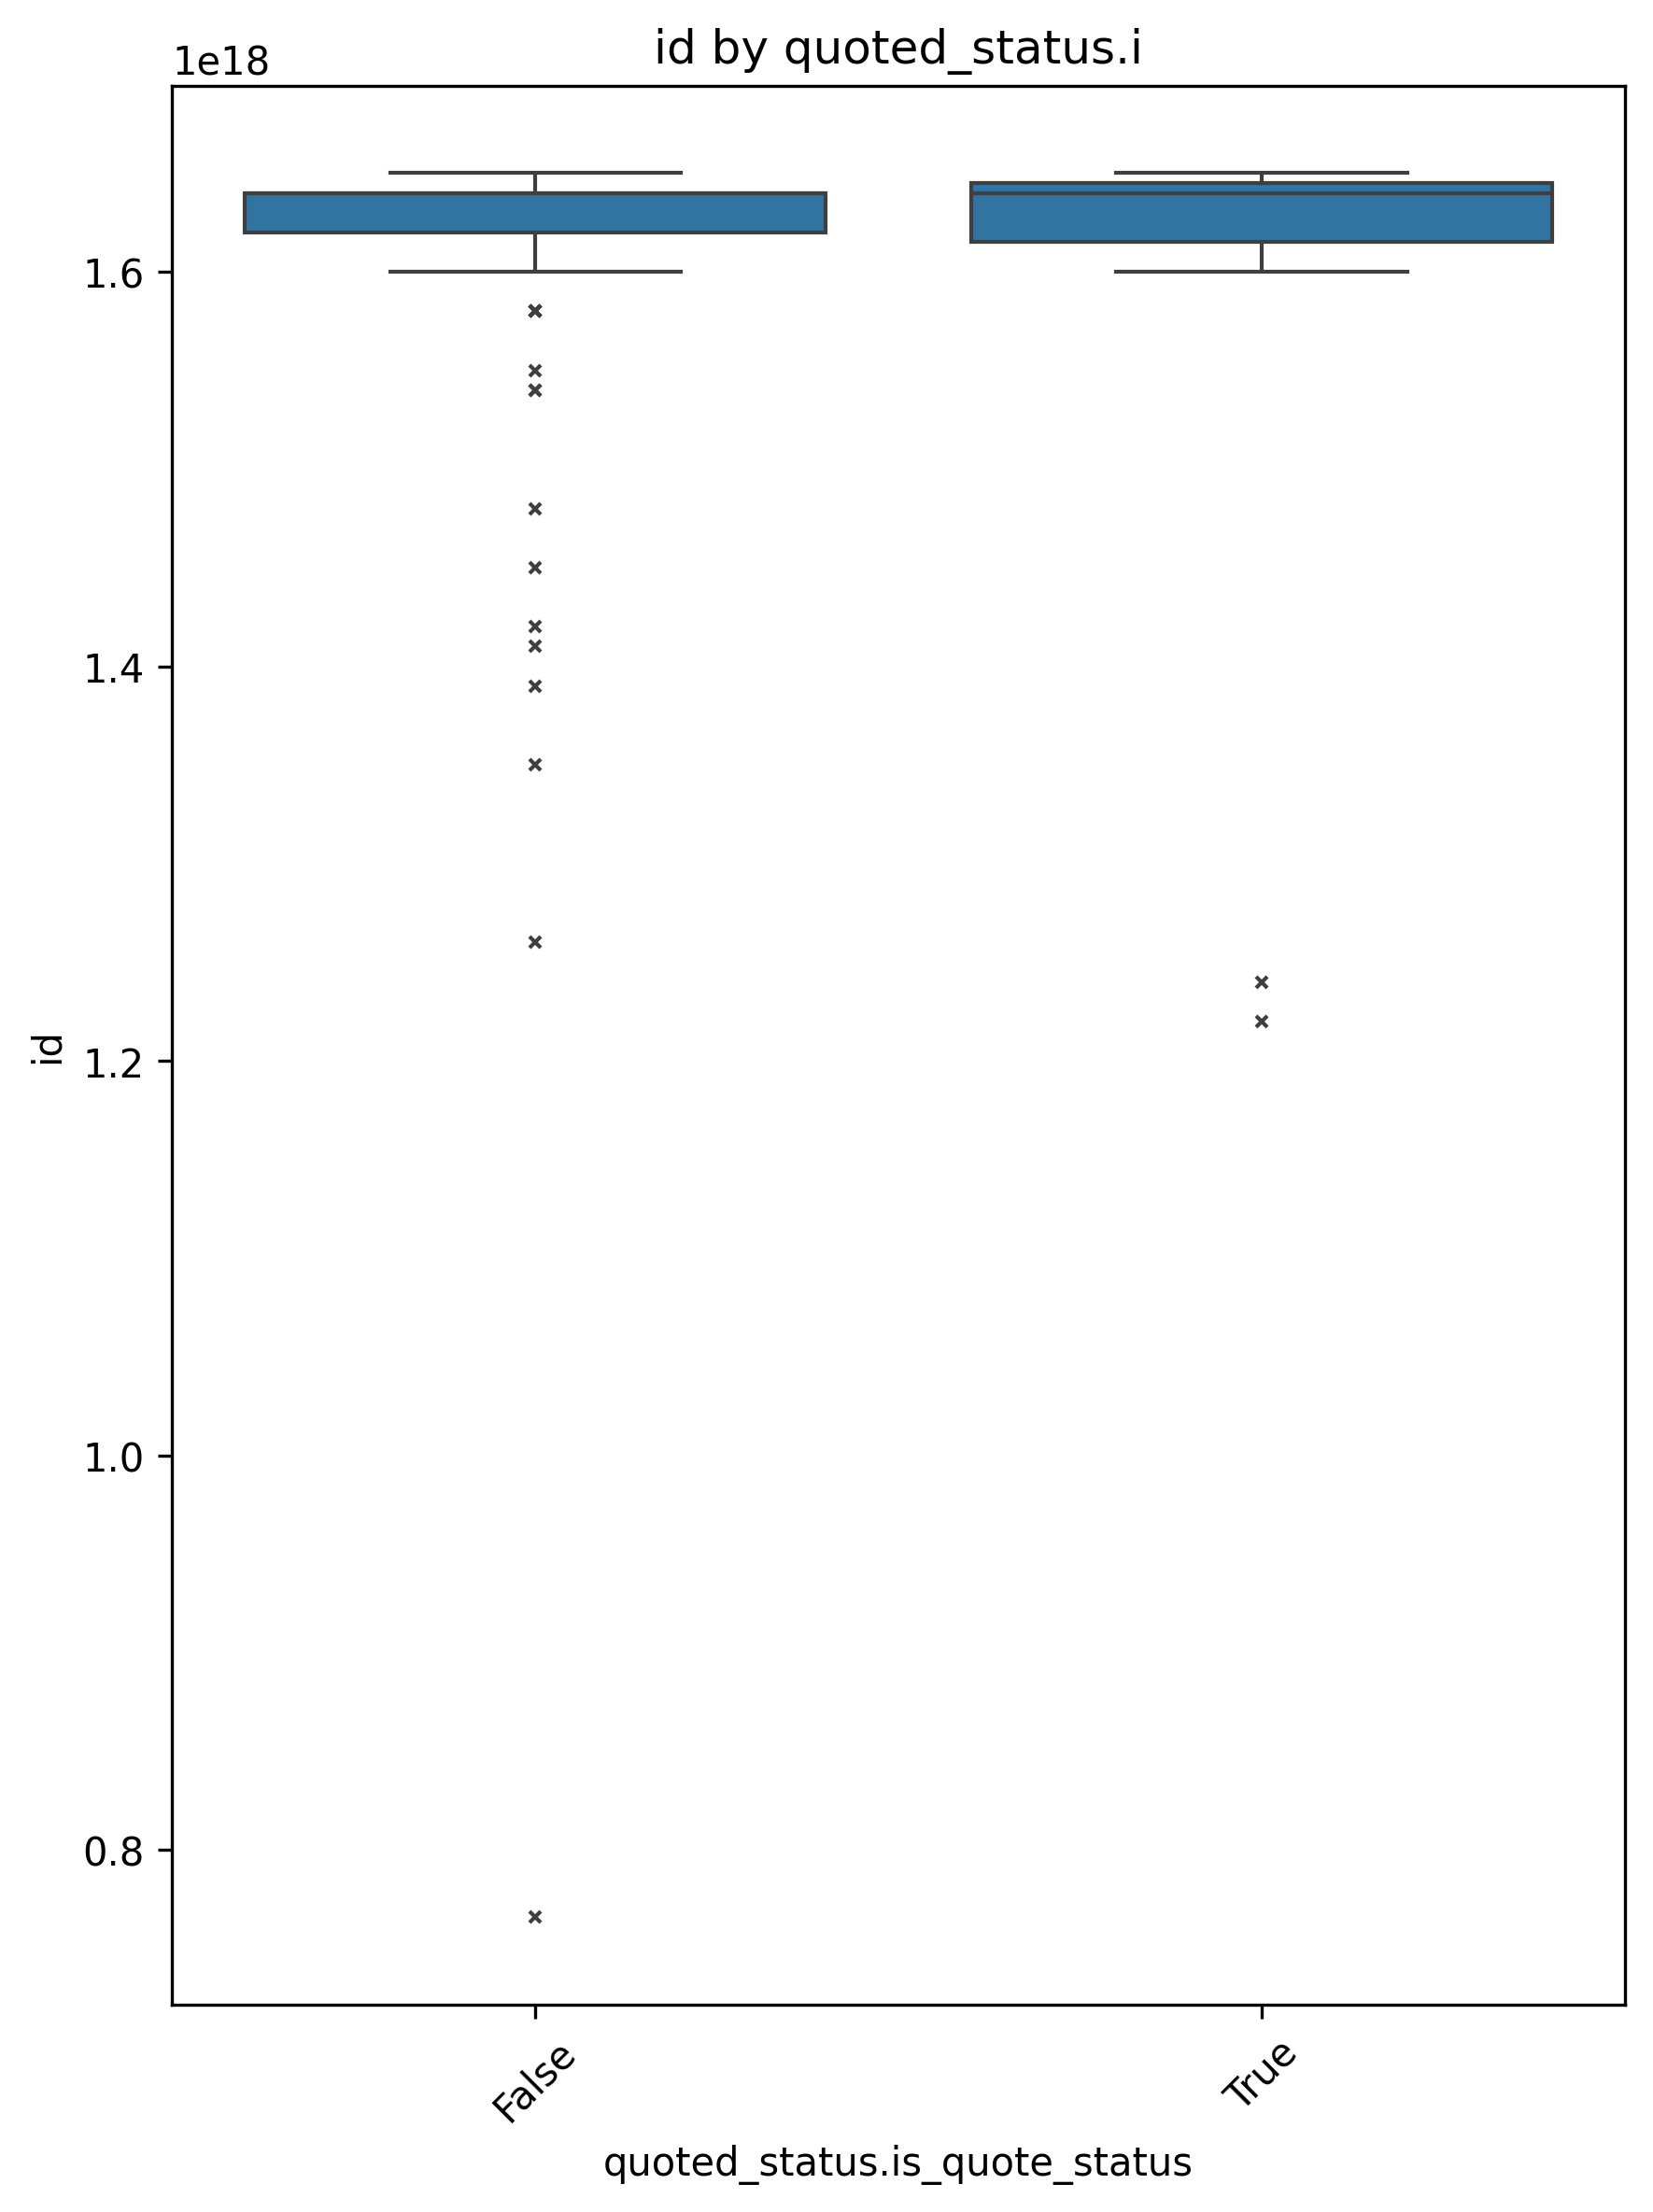 id by quoted_status.i
1e18
1.6
1.4
1.2
1.0
0.8
id
False
True
quoted_status.is_quote_status